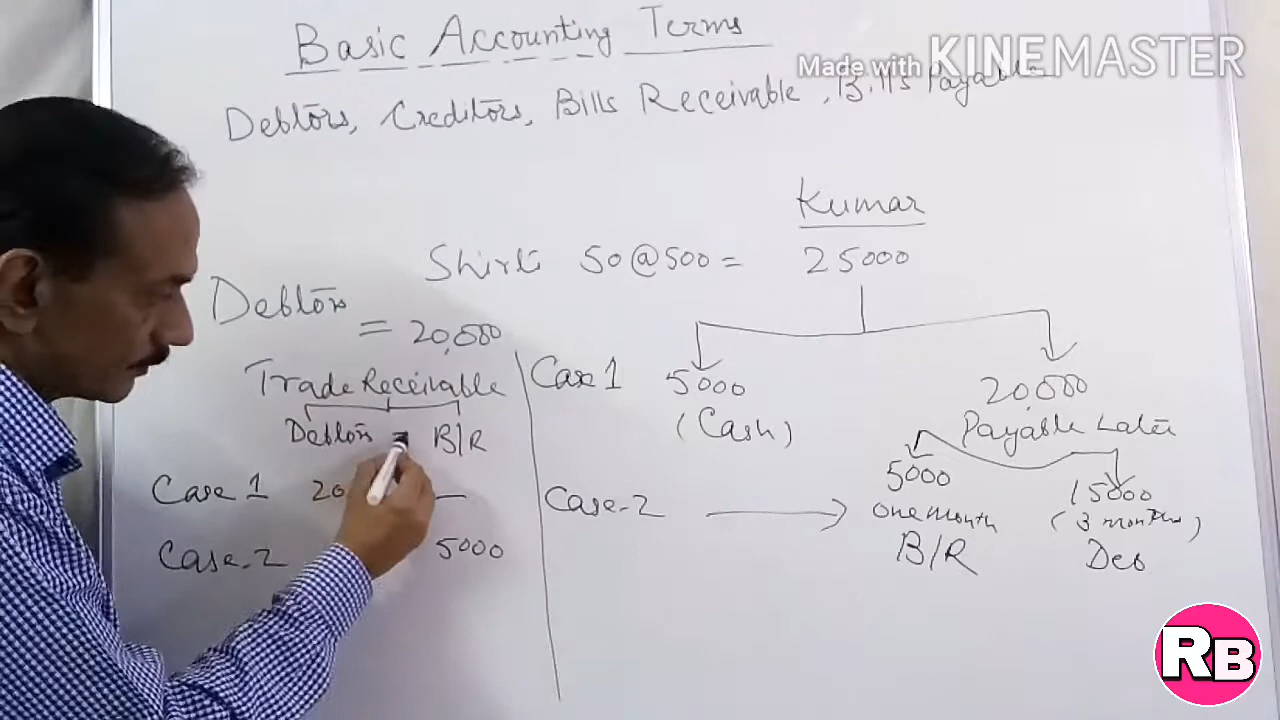 Basic Accounting Terms
Made with KINEMASTER
Debtors, Creditors, Bills Receivable, Bills Payable
Kumar
Shirts 50@500= 25000
Debtors
= 20,000
Trade Receivable
Debtors B/R
Case 1 —
Case-2 5000
Case 1 5000 20,000
(Cash) Payable Later
Case-2 5000 15000
one month (3 months)
B/R Deb
RB